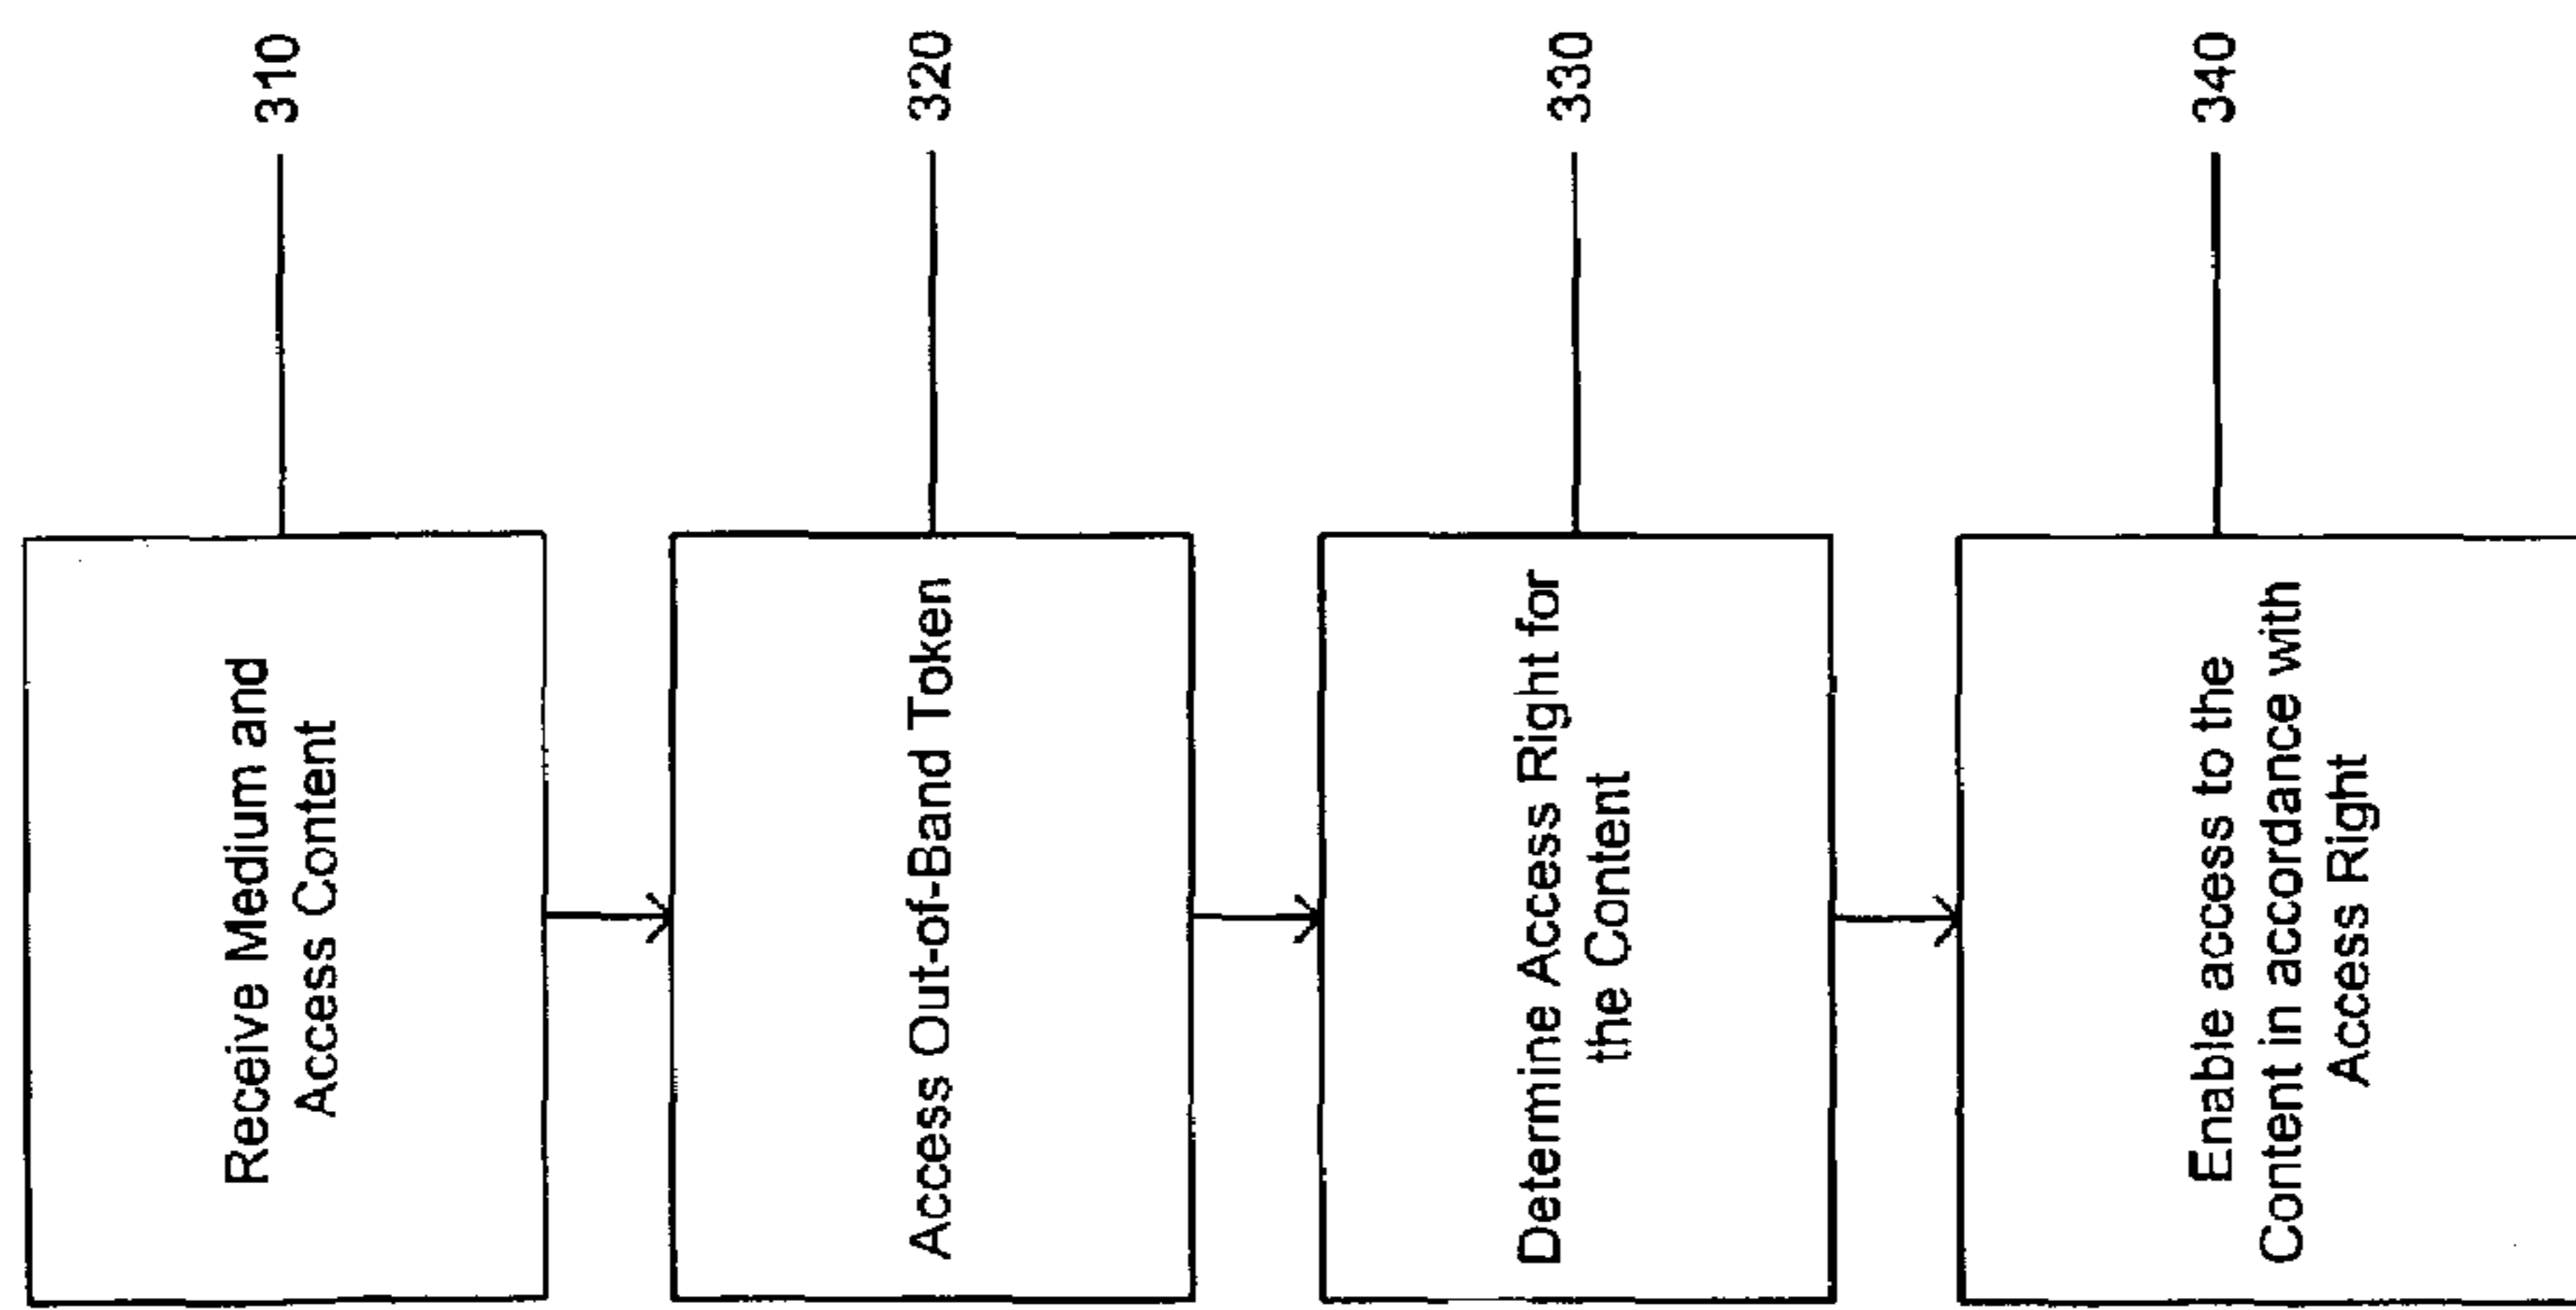 Receive Medium and
Access Content
310
Access Out-of-Band Token
320
Determine Access Right for
the Content
330
Enable access to the
Content in accordance with
Access Right
340